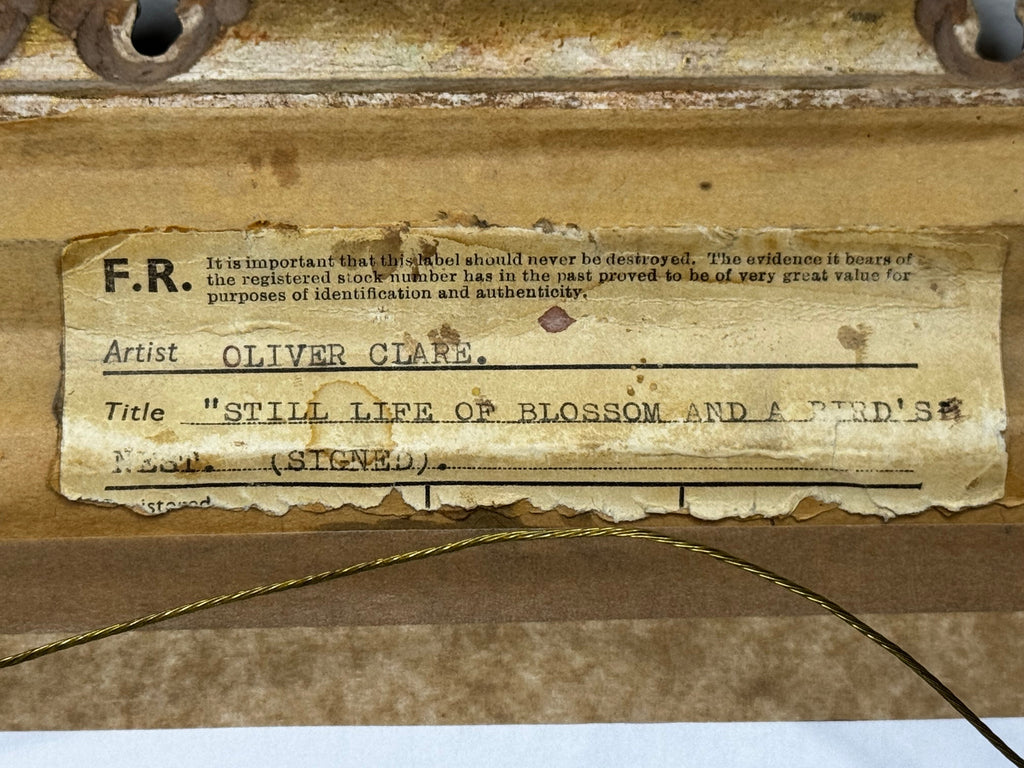 F.R. It is important that this label should never be destroyed. The evidence it bears of
the registered stock number has in the past proved to be of very great value for
purposes of identification and authenticity.
Artist OLIVER CLARE.
Title "STILL LIFE OF BLOSSOM AND A BIRD'S
NEST. (SIGNED).